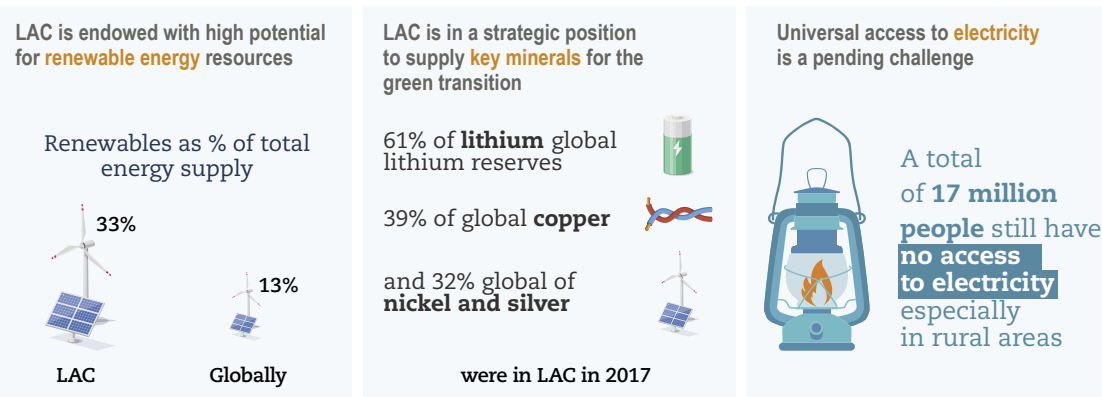 LAC is endowed with high potential
for renewable energy resources
Renewables as % of total
energy supply
33%
13%
LAC
Globally
LAC is in a strategic position
to supply key minerals for the
green transition
61% of lithium global
lithium reserves
39% of global copper
and 32% global of
nickel and silver
were in LAC in 2017
Universal access to electricity
is a pending challenge
A total
of 17 million
people still have
no access
to electricity
especially
in rural areas